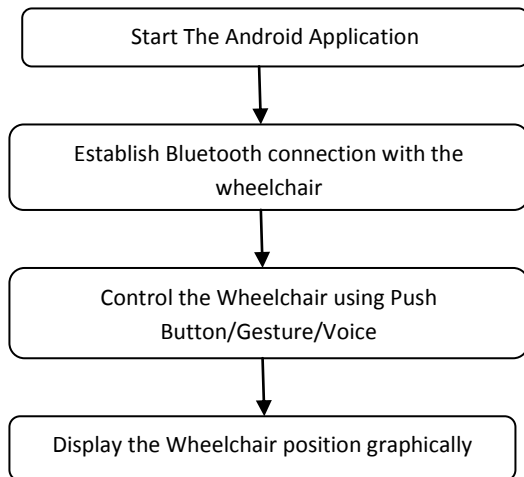 Start The Android Application
Establish Bluetooth connection with the
wheelchair
Control the Wheelchair using Push
Button/Gesture/Voice
Display the Wheelchair position graphically